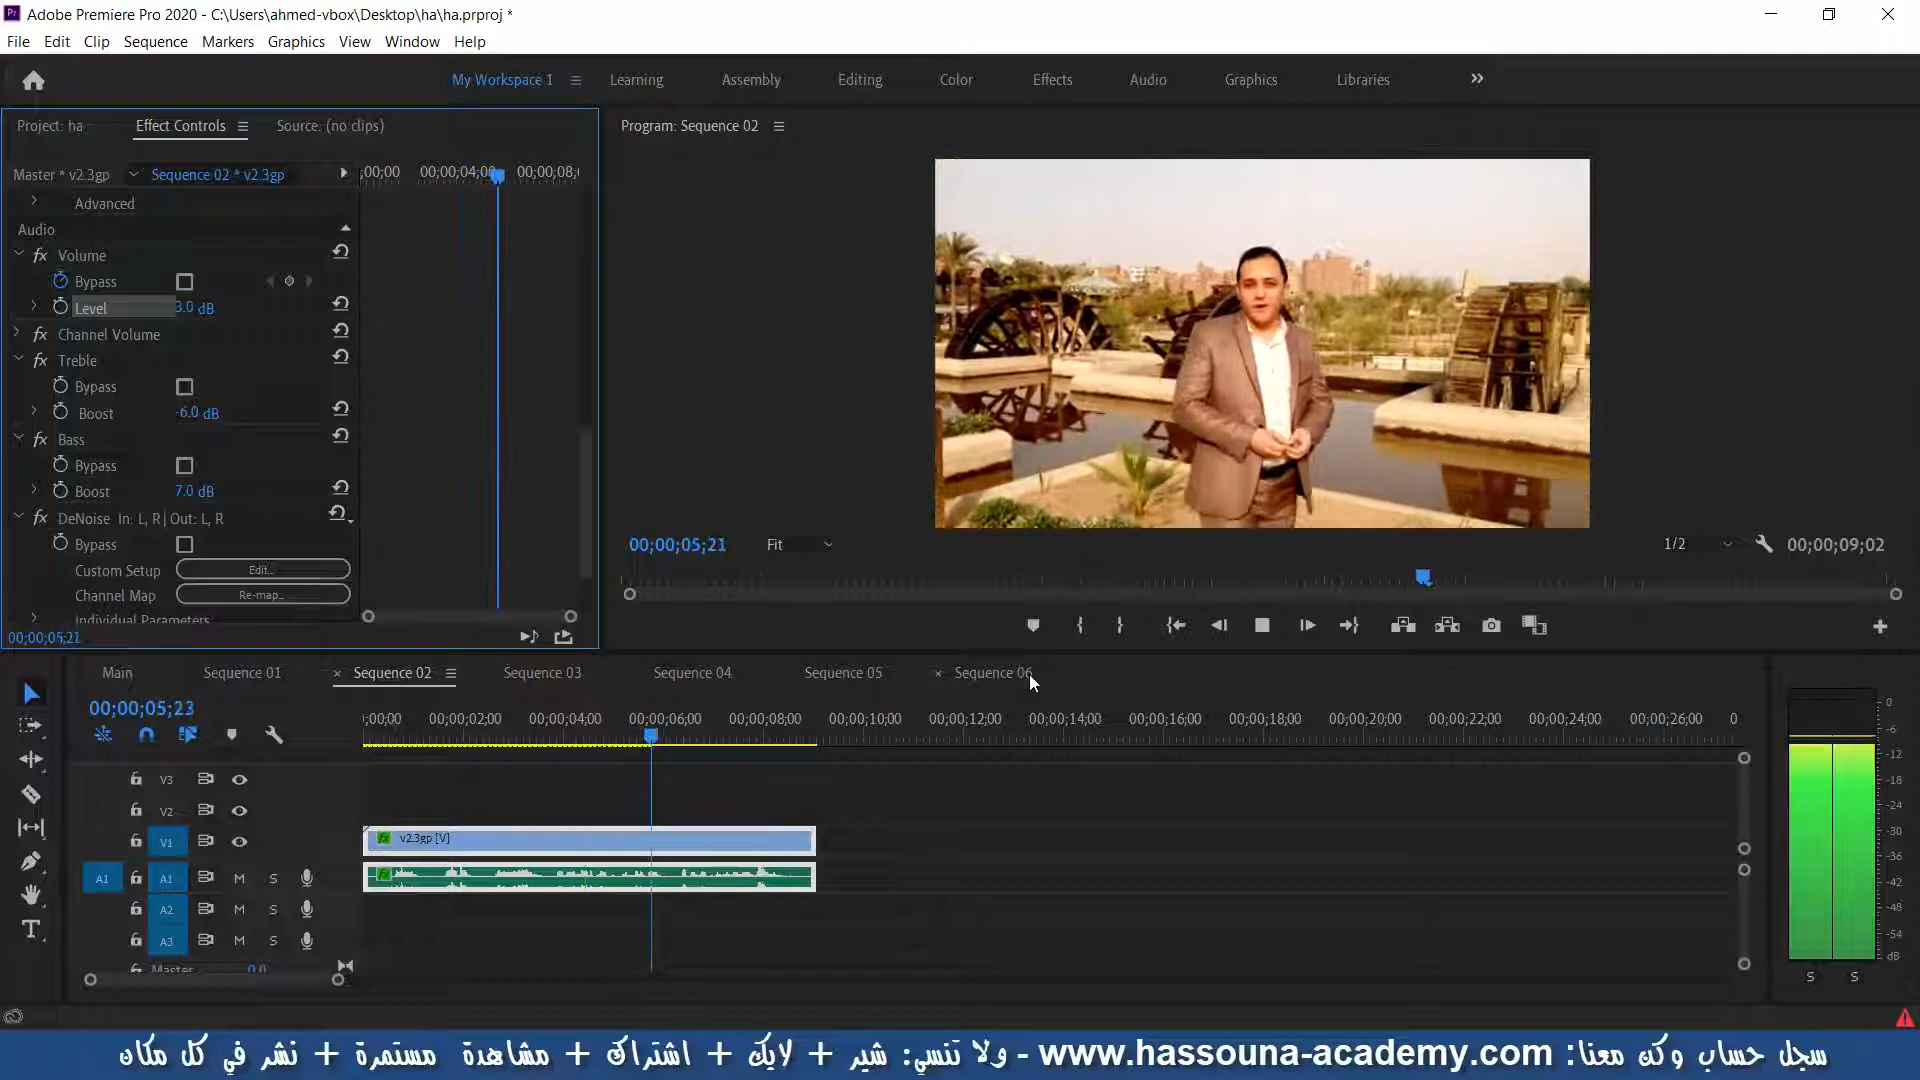 Adobe Premiere Pro 2020 - C:\Users\ahmed-vbox\Desktop\ha\ha.prproj *
File Edit Clip Sequence Markers Graphics View Window Help
My Workspace 1 Learning Assembly Editing Color Effects Audio Graphics Libraries
Project: ha Effect Controls Source: (no clips)
Program: Sequence 02
Master * v2.3gp Sequence 02 * v2.3gp
;00;00 00;00;04;00 00;00;08;
Advanced
Audio
fx Volume
Bypass
Level 3.0 dB
fx Channel Volume
fx Treble
Bypass
Boost -6.0 dB
fx Bass
Bypass
Boost 7.0 dB
fx DeNoise In: L, R | Out: L, R
Bypass
Custom Setup Edit...
Channel Map Re-map...
Individual Parameters
00;00;05;21
00;00;05;21 Fit 1/2 00;00;09;02
Main Sequence 01 Sequence 02 Sequence 03 Sequence 04 Sequence 05 Sequence 06
00;00;05;23
;00;00 00;00;02;00 00;00;04;00 00;00;06;00 00;00;08;00 00;00;10;00 00;00;12;00 00;00;14;00 00;00;16;00 00;00;18;00 00;00;20;00 00;00;22;00 00;00;24;00 00;00;26;00 0
V3
V2
V1 fx v2.3gp [V]
A1 A1 M S fx
A2 M S
A3 M S
Master 0.0
0
-6
-12
-18
-24
-30
-36
-42
-48
-54
dB
S S
سجل حساب وكن معنا: www.hassouna-academy.com - ولا تنسي: شير + لايك + اشتراك + مشاهدة مستمرة + نشر في كل مكان